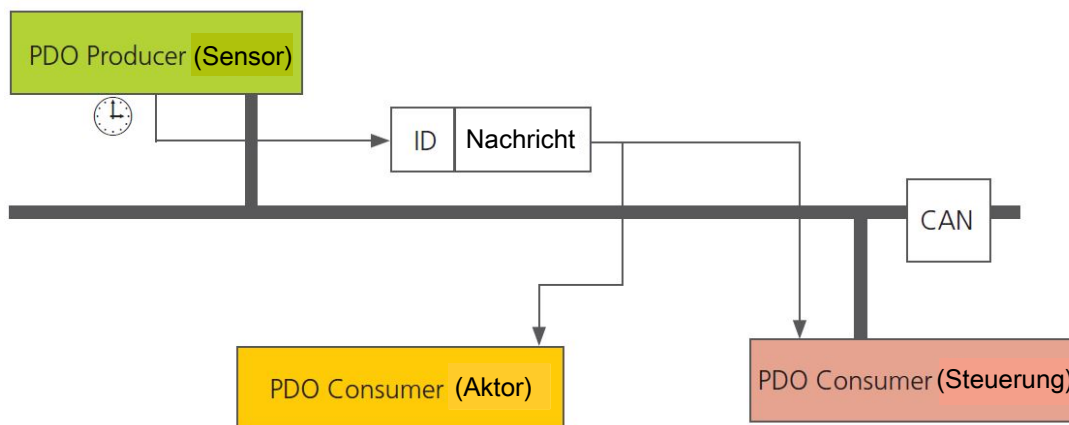 PDO Producer (Sensor)
ID Nachricht
CAN
PDO Consumer (Aktor)
PDO Consumer (Steuerung)